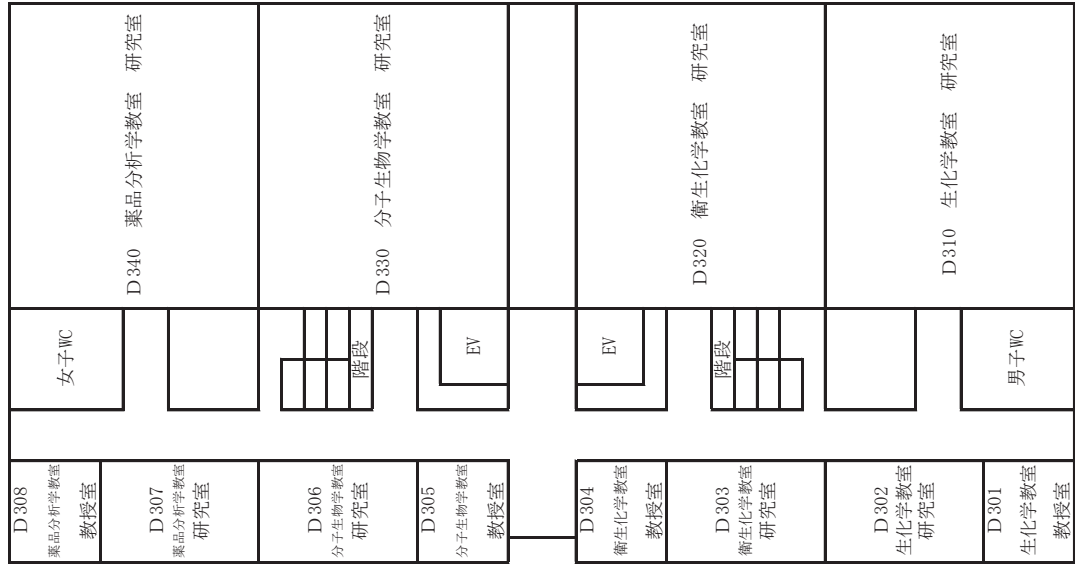 D340　薬品分析学教室　研究室
D330　分子生物学教室　研究室
D320　衛生化学教室　研究室
D310　生化学教室　研究室
女子WC
階段
EV
EV
階段
男子WC
D308
薬品分析学教室
教授室
D307
薬品分析学教室
研究室
D306
分子生物学教室
研究室
D305
分子生物学教室
教授室
D304
衛生化学教室
教授室
D303
衛生化学教室
研究室
D302
生化学教室
研究室
D301
生化学教室
教授室